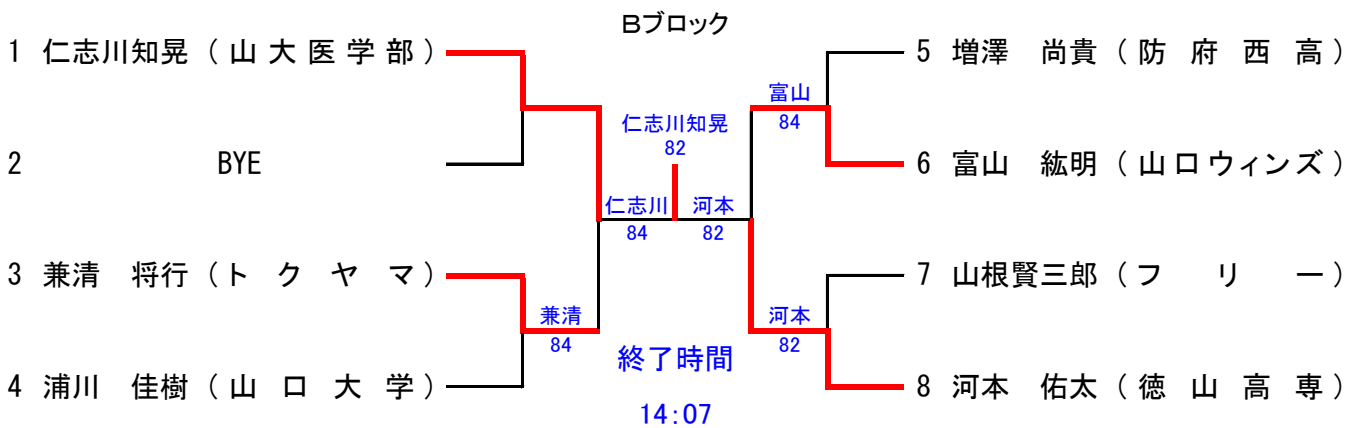 Bブロック
1 仁志川知晃 (山大医学部)
2 BYE
3 兼清 将行 (トクヤマ)
4 浦川 佳樹 (山口大学)
兼清
84
仁志川知晃
82
仁志川
84
河本
82
終了時間
14:07
富山
84
河本
82
5 増澤 尚貴 (防府西高)
6 富山 紘明 (山口ウィンズ)
7 山根賢三郎 (フリー)
8 河本 佑太 (徳山高専)